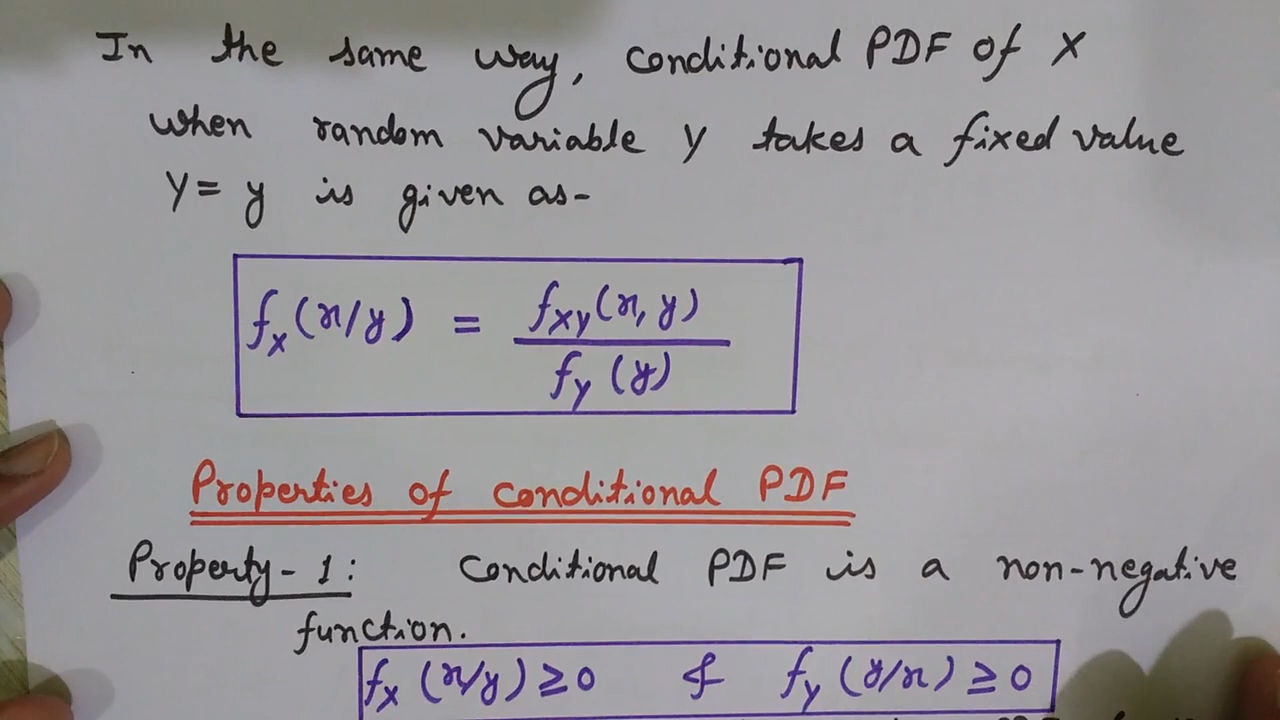 In the same way, conditional PDF of X
when random variable Y takes a fixed value
Y = y is given as-
f_X (x/y) = f_XY (x, y) / f_Y (y)
Properties of conditional PDF
Property-1: Conditional PDF is a non-negative
function.
f_X (x/y) ≥ 0 & f_Y (y/x) ≥ 0